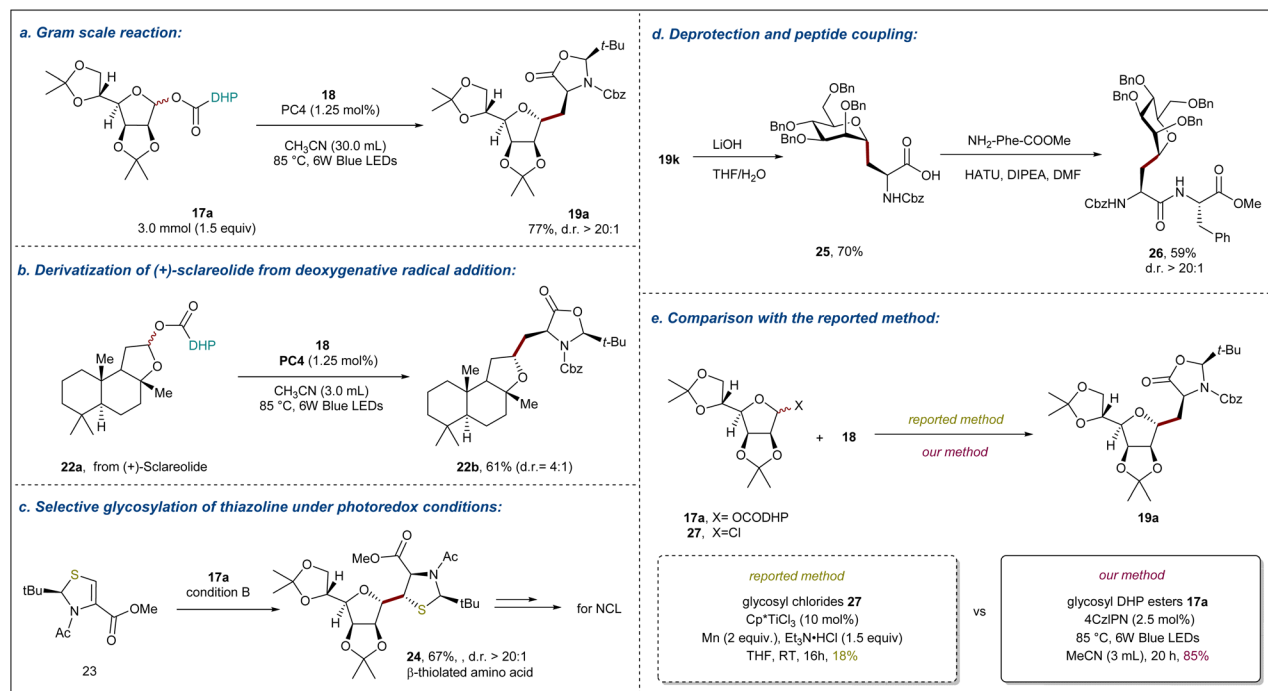 a. Gram scale reaction:
O
O
H
O
O
DHP
O
H
O
O
17a
3.0 mmol (1.5 equiv)
18
PC4 (1.25 mol%)
CH₃CN (30.0 mL)
85 °C, 6W Blue LEDs
O
O
t-Bu
N
Cbz
O
O
H
O
H
O
O
19a
77%, d.r. > 20:1
b. Derivatization of (+)-sclareolide from deoxygenative radical addition:
O
O
DHP
O
Me
Me
H
22a, from (+)-Sclareolide
18
PC4 (1.25 mol%)
CH₃CN (3.0 mL)
85 °C, 6W Blue LEDs
O
O
t-Bu
N
Cbz
O
Me
Me
H
22b, 61% (d.r.= 4:1)
c. Selective glycosylation of thiazoline under photoredox conditions:
S
tBu
N
Ac
O
OMe
23
17a
condition B
MeO
O
Ac
N
S
tBu
O
O
H
O
H
O
O
24, 67%, , d.r. > 20:1
β-thiolated amino acid
for NCL
d. Deprotection and peptide coupling:
19k
LiOH
THF/H₂O
OBn
OBn
O
BnO
BnO
O
OH
NHCbz
25, 70%
NH₂-Phe-COOMe
HATU, DIPEA, DMF
BnO
BnO
OBn
OBn
O
CbzHN
O
H
N
O
OMe
Ph
26, 59%
d.r. > 20:1
e. Comparison with the reported method:
O
O
H
O
X
H
O
O
17a, X= OCODHP
27, X=Cl
+ 18
reported method
our method
O
O
t-Bu
N
Cbz
O
O
H
O
H
O
O
19a
reported method
glycosyl chlorides 27
Cp*TiCl₃ (10 mol%)
Mn (2 equiv.), Et₃N•HCl (1.5 equiv)
THF, RT, 16h, 18%
vs
our method
glycosyl DHP esters 17a
4CzIPN (2.5 mol%)
85 °C, 6W Blue LEDs
MeCN (3 mL), 20 h, 85%